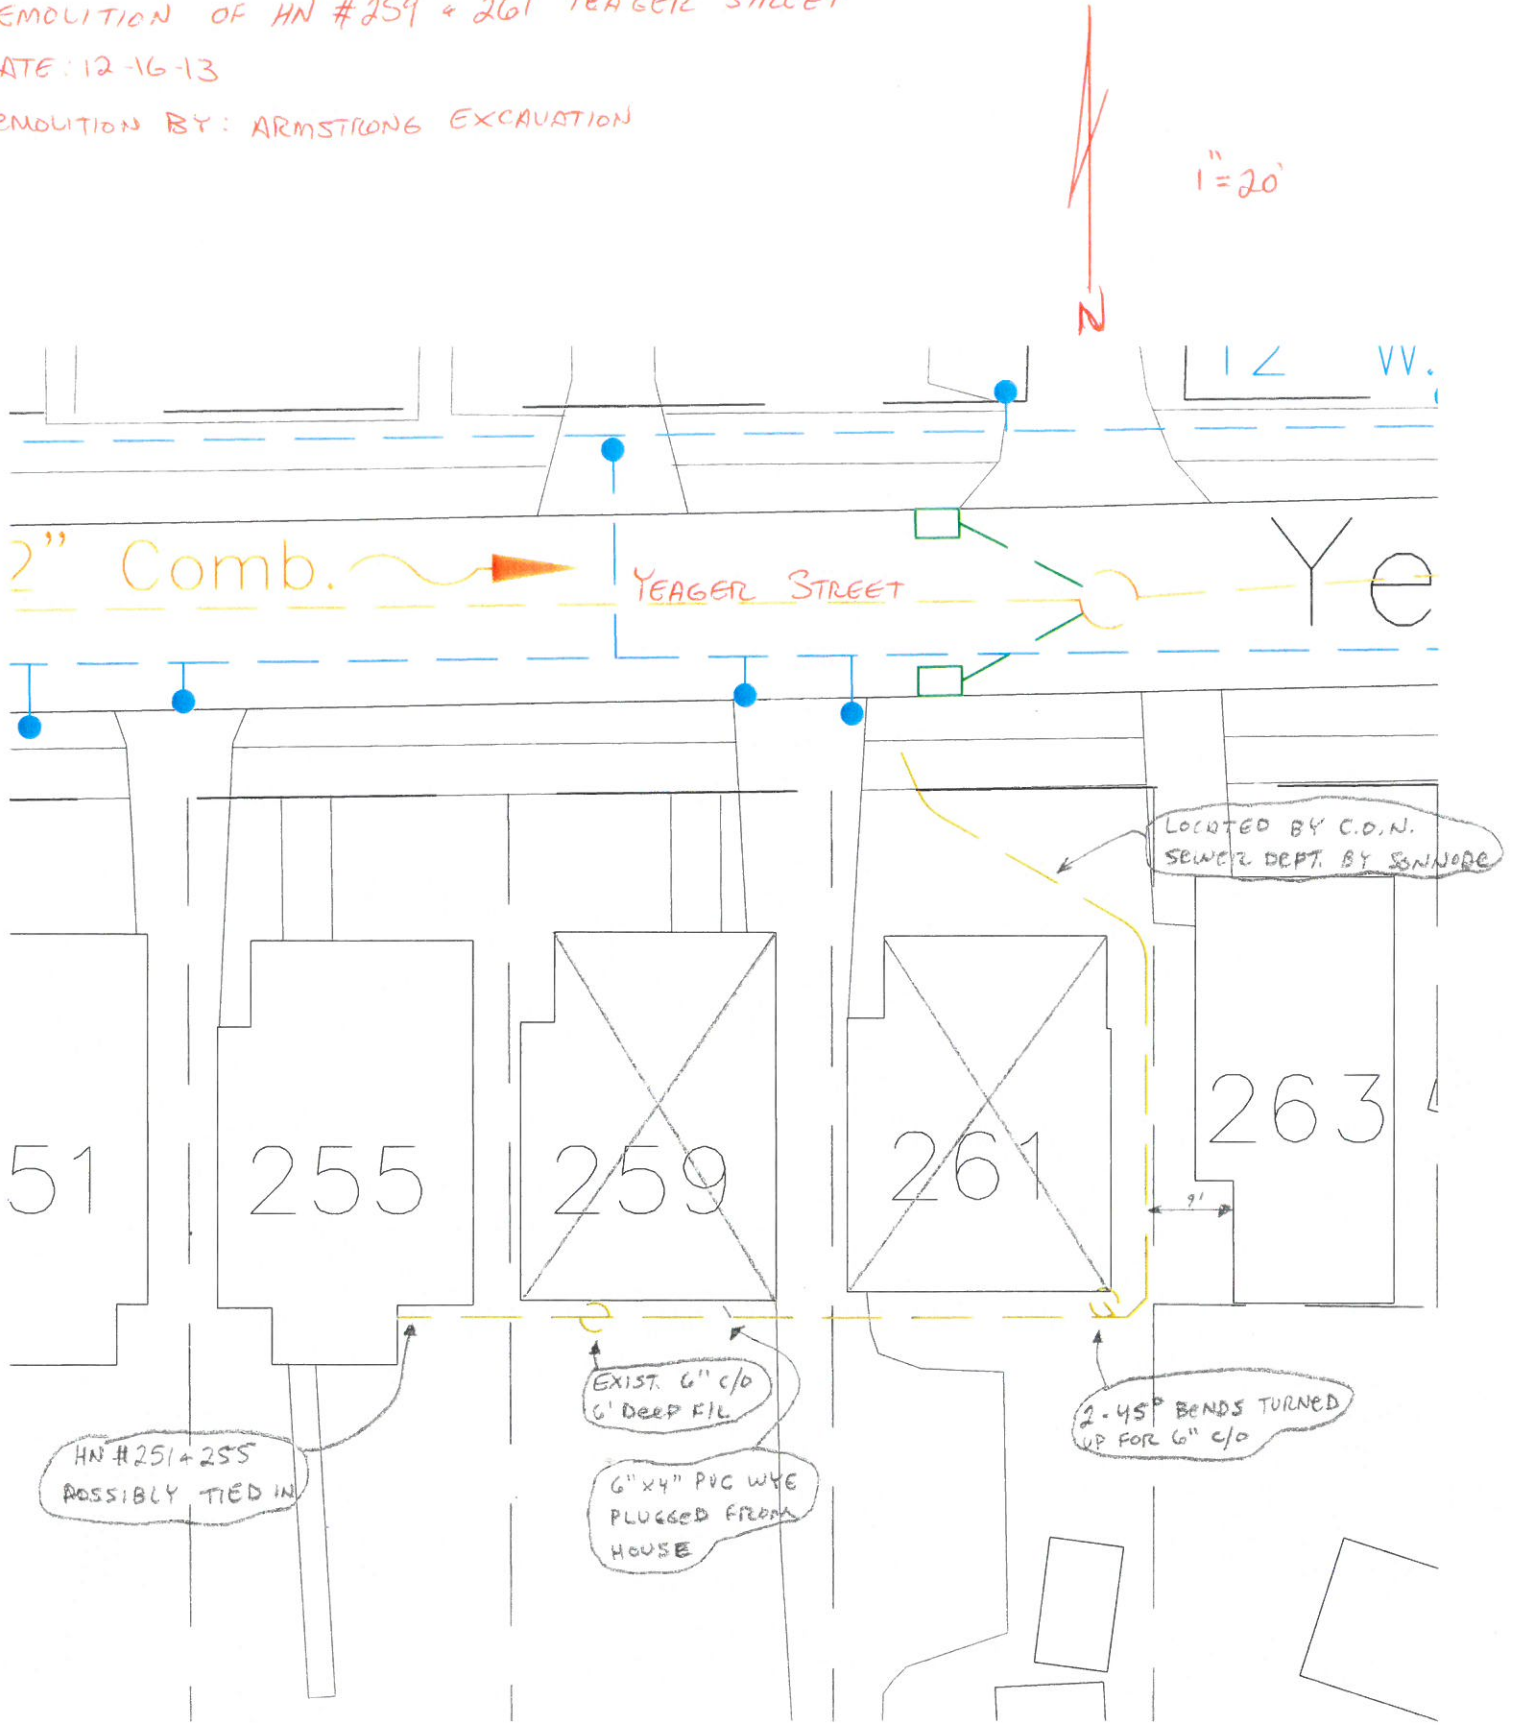 EMOLITION OF HN #259 & 261 YEAGER STREET
ATE: 12-16-13
EMOLITION BY: ARMSTRONG EXCAVATION
1"=20'
N
12 W.
2" Comb.
YEAGER STREET
Ye
LOCATED BY C.O.N.
SEWER DEPT. BY
51
255
259
261
263
9'
EXIST. 6" C/O
6' DEEP F/L
2-45° BENDS TURNED
UP FOR 6" C/O
HN #251 & 255
POSSIBLY TIED IN
6"X4" PVC WYE
PLUGGED FROM
HOUSE